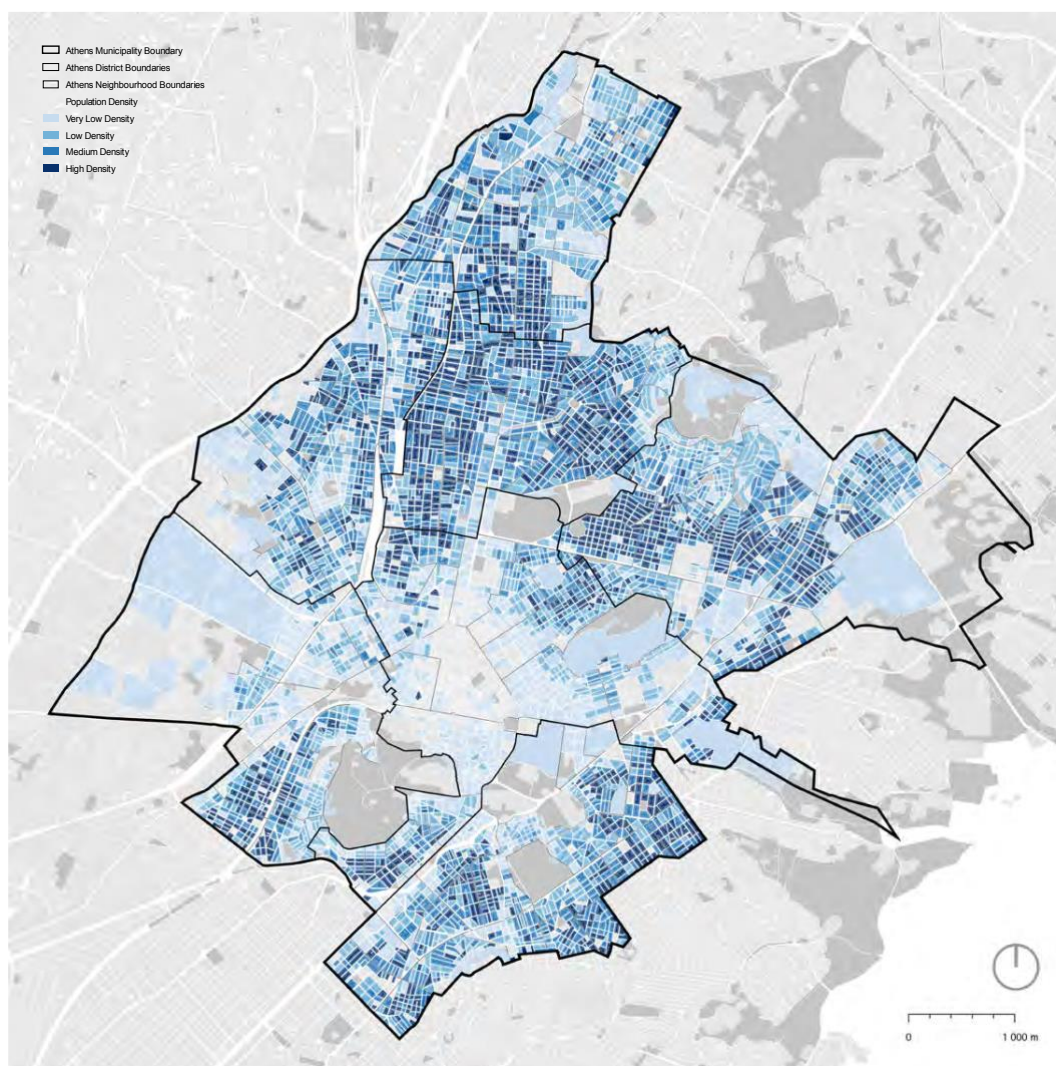 Athens Municipality Boundary
Athens District Boundaries
Athens Neighbourhood Boundaries
Population Density
Very Low Density
Low Density
Medium Density
High Density
0 1 000 m